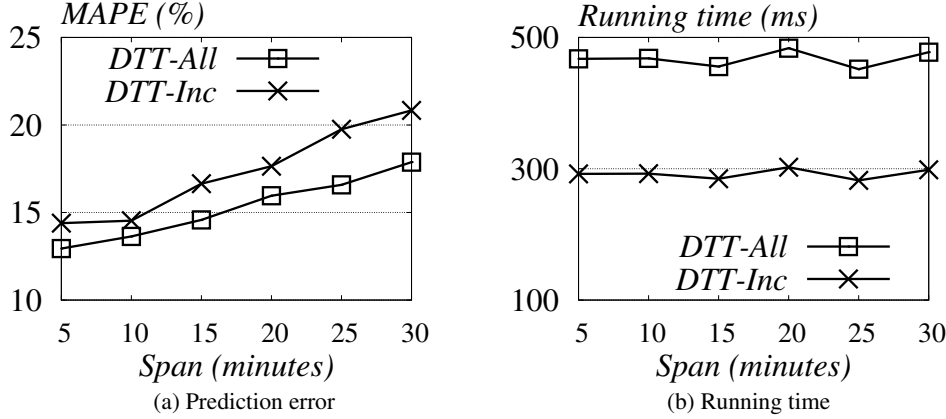 MAPE (%)
25
20
15
10
DTT-All
DTT-Inc
5 10 15 20 25 30
Span (minutes)
(a) Prediction error
Running time (ms)
500
300
100
DTT-All
DTT-Inc
5 10 15 20 25 30
Span (minutes)
(b) Running time